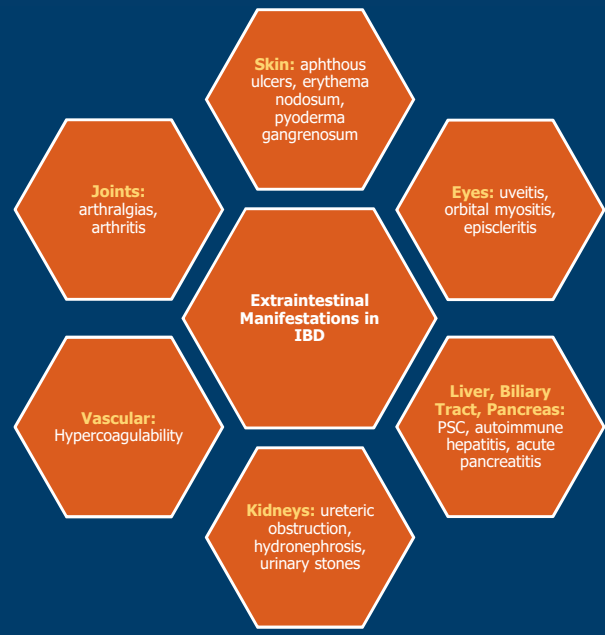 Skin: aphthous
ulcers, erythema
nodosum,
pyoderma
gangrenosum
Joints:
arthralgias,
arthritis
Eyes: uveitis,
orbital myositis,
episcleritis
Extraintestinal
Manifestations in
IBD
Vascular:
Hypercoagulability
Liver, Biliary
Tract, Pancreas:
PSC, autoimmune
hepatitis, acute
pancreatitis
Kidneys: ureteric
obstruction,
hydronephrosis,
urinary stones